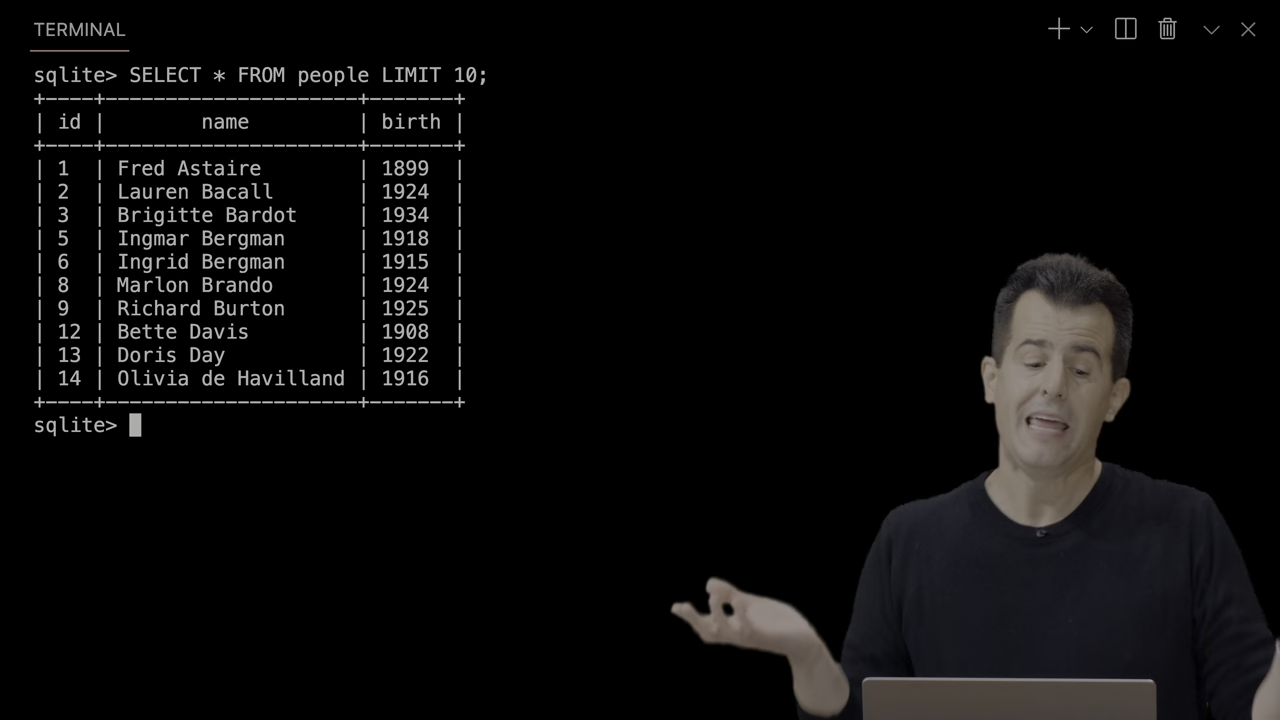 TERMINAL
sqlite> SELECT * FROM people LIMIT 10;
+----+---------------------+-------+
| id |        name         | birth |
+----+---------------------+-------+
| 1  | Fred Astaire        | 1899  |
| 2  | Lauren Bacall       | 1924  |
| 3  | Brigitte Bardot     | 1934  |
| 5  | Ingmar Bergman      | 1918  |
| 6  | Ingrid Bergman      | 1915  |
| 8  | Marlon Brando       | 1924  |
| 9  | Richard Burton      | 1925  |
| 12 | Bette Davis         | 1908  |
| 13 | Doris Day           | 1922  |
| 14 | Olivia de Havilland | 1916  |
+----+---------------------+-------+
sqlite>